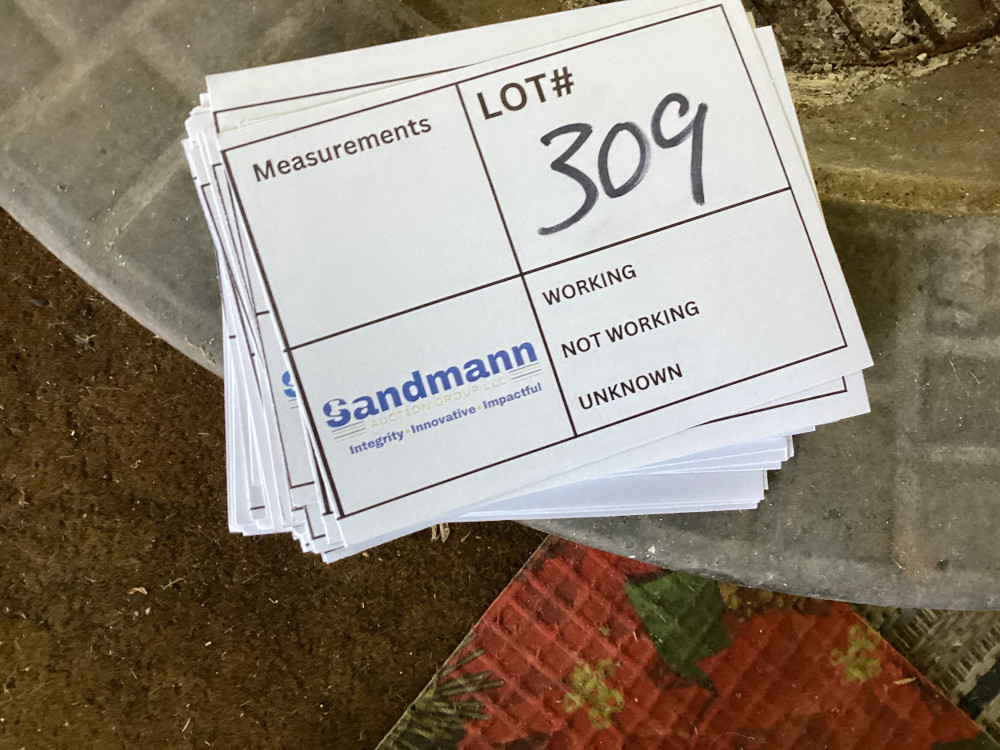 Measurements
LOT#
309
WORKING
NOT WORKING
UNKNOWN
Sandmann
AUCTION GROUP LLC
Integrity•Innovative•Impactful
S